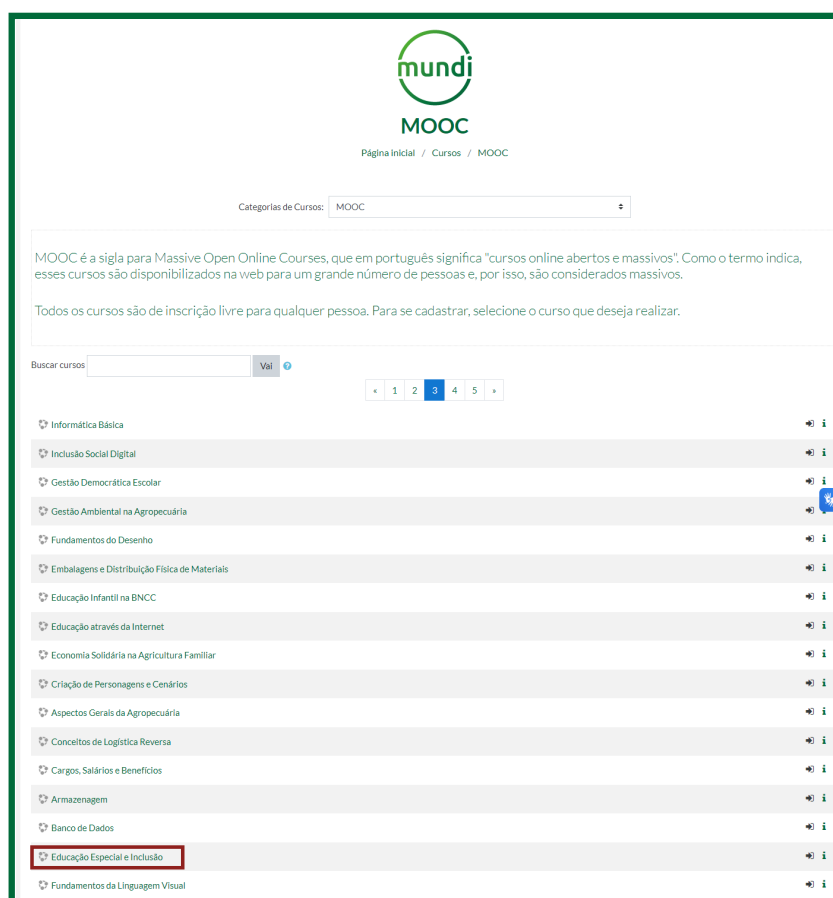 mundi
MOOC
Página inicial / Cursos / MOOC
Categorias de Cursos: MOOC
MOOC é a sigla para Massive Open Online Courses, que em português significa "cursos online abertos e massivos". Como o termo indica,
esses cursos são disponibilizados na web para um grande número de pessoas e, por isso, são considerados massivos.
Todos os cursos são de inscrição livre para qualquer pessoa. Para se cadastrar, selecione o curso que deseja realizar.
Buscar cursos Vai
« 1 2 3 4 5 »
Informática Básica
Inclusão Social Digital
Gestão Democrática Escolar
Gestão Ambiental na Agropecuária
Fundamentos do Desenho
Embalagens e Distribuição Física de Materiais
Educação Infantil na BNCC
Educação através da Internet
Economia Solidária na Agricultura Familiar
Criação de Personagens e Cenários
Aspectos Gerais da Agropecuária
Conceitos de Logística Reversa
Cargos, Salários e Benefícios
Armazenagem
Banco de Dados
Educação Especial e Inclusão
Fundamentos da Linguagem Visual